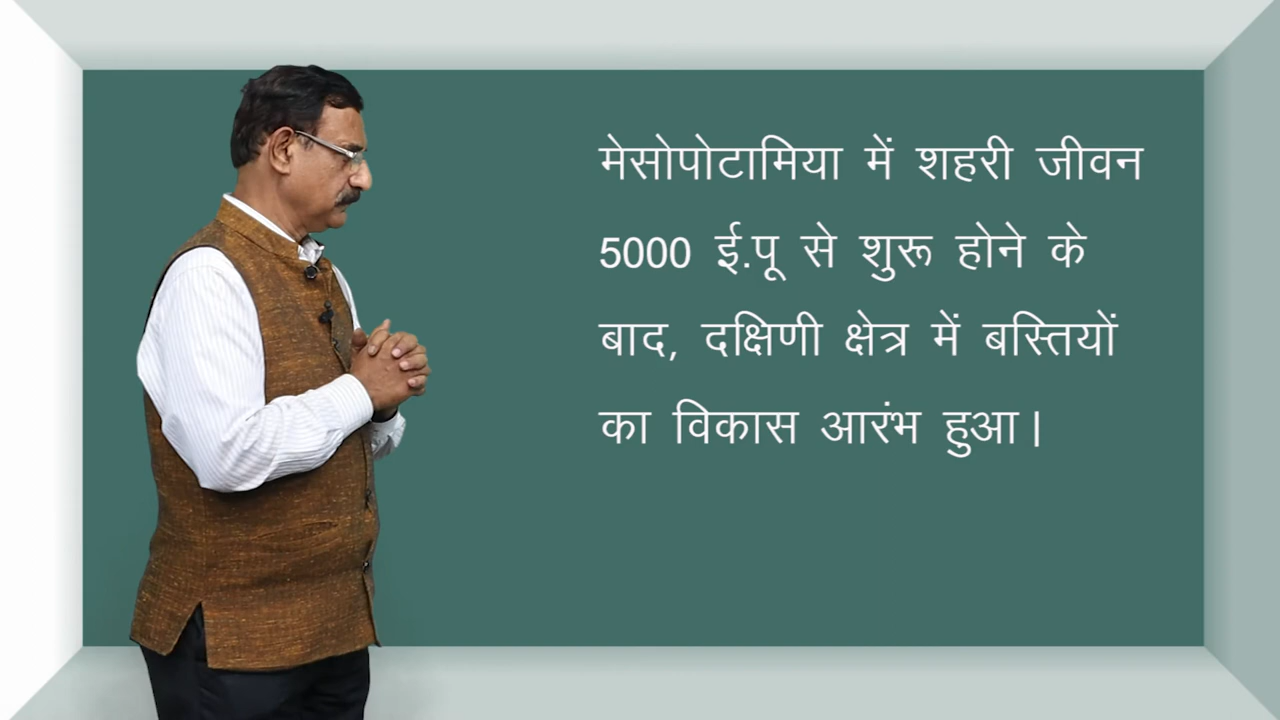 मेसोपोटामिया में शहरी जीवन
5000 ई.पू से शुरू होने के
बाद, दक्षिणी क्षेत्र में बस्तियों
का विकास आरंभ हुआ।